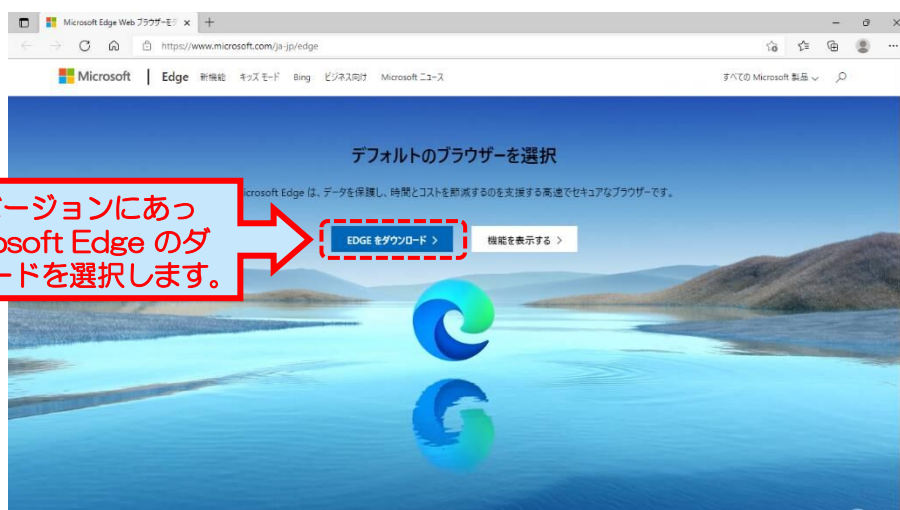 Microsoft Edge Web ブラウザーモ
https://www.microsoft.com/ja-jp/edge
Microsoft | Edge 新機能 キッズ モード Bing ビジネス向け Microsoft ニュース すべての Microsoft 製品
デフォルトのブラウザーを選択
icrosoft Edge は、データを保護し、時間とコストを節減するのを支援する高速でセキュアなブラウザーです。
ージョンにあっ
osoft Edge のダ
ードを選択します。
EDGE をダウンロード > 機能を表示する >